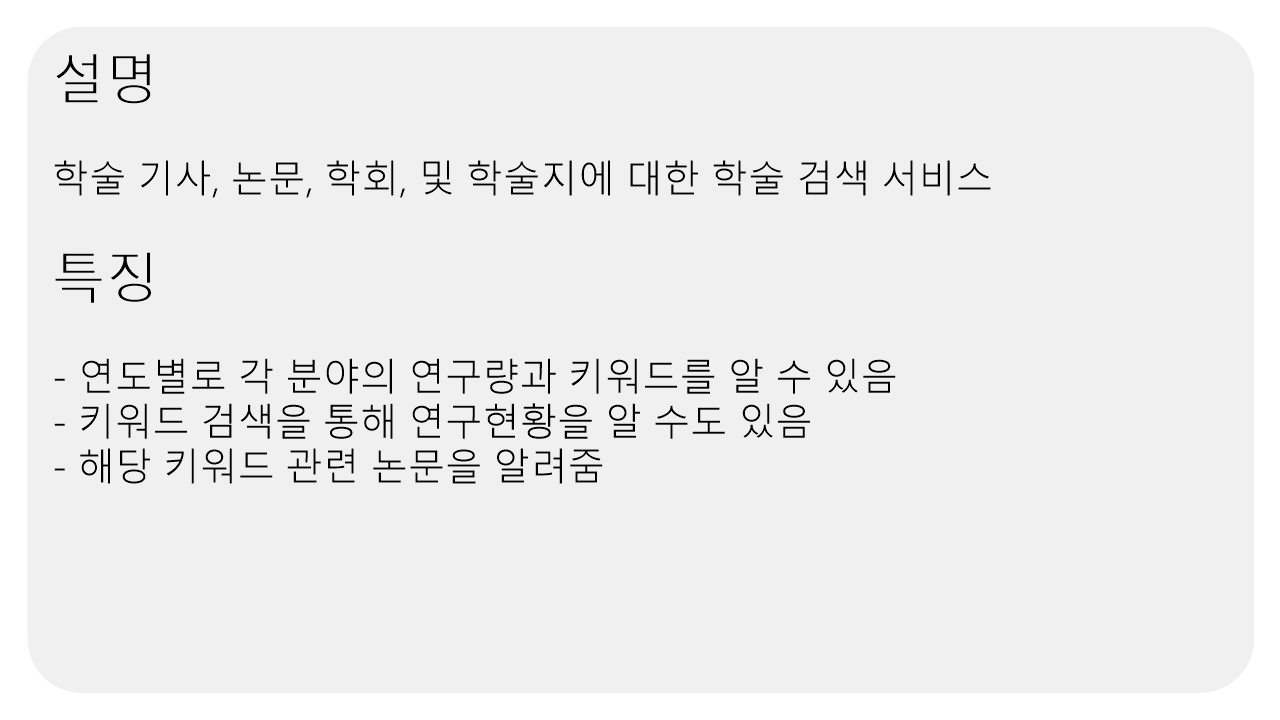 설명
학술 기사, 논문, 학회, 및 학술지에 대한 학술 검색 서비스
특징
- 연도별로 각 분야의 연구량과 키워드를 알 수 있음
- 키워드 검색을 통해 연구현황을 알 수도 있음
- 해당 키워드 관련 논문을 알려줌